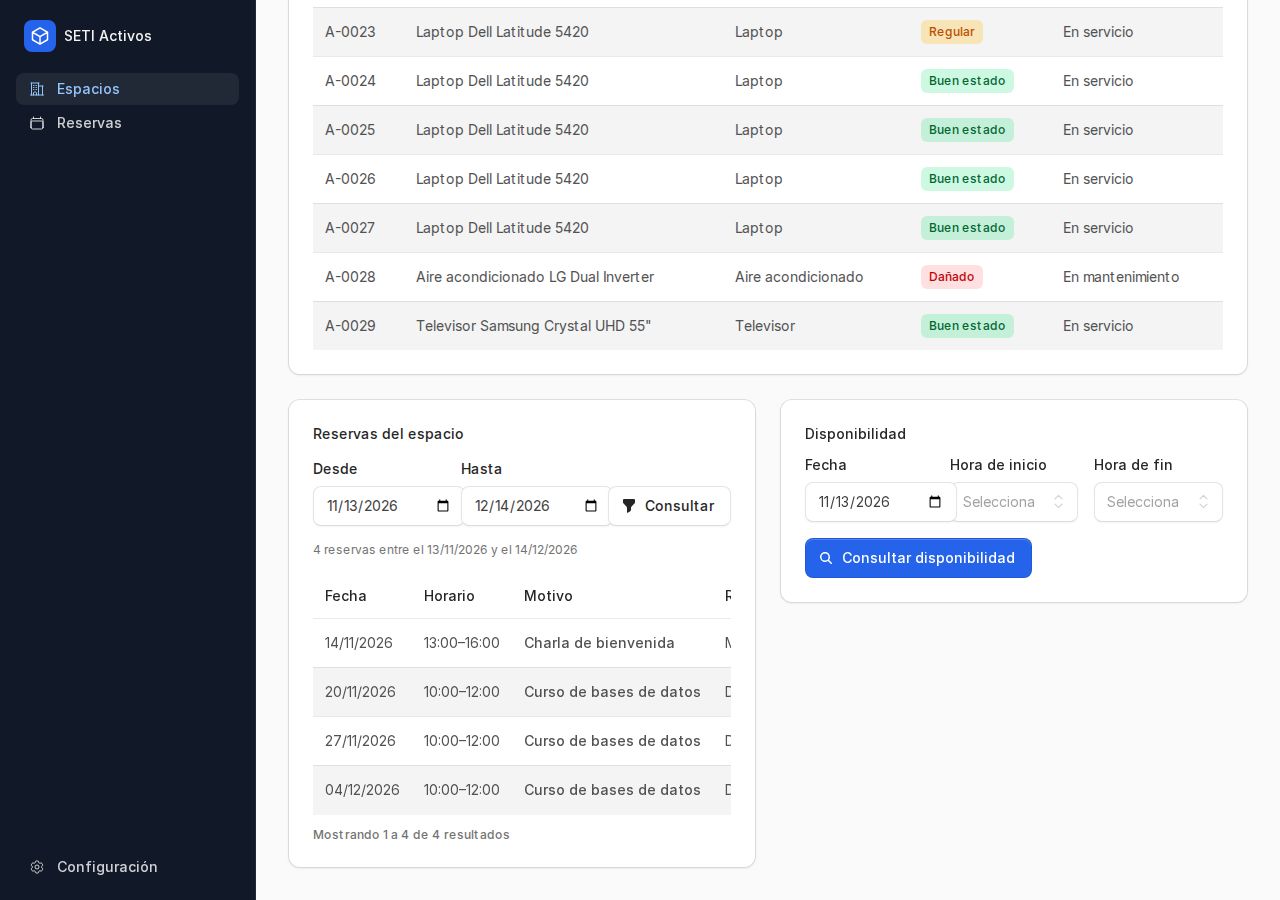 SETI Activos
Espacios
Reservas
Configuración
A-0023 Laptop Dell Latitude 5420 Laptop Regular En servicio
A-0024 Laptop Dell Latitude 5420 Laptop Buen estado En servicio
A-0025 Laptop Dell Latitude 5420 Laptop Buen estado En servicio
A-0026 Laptop Dell Latitude 5420 Laptop Buen estado En servicio
A-0027 Laptop Dell Latitude 5420 Laptop Buen estado En servicio
A-0028 Aire acondicionado LG Dual Inverter Aire acondicionado Dañado En mantenimiento
A-0029 Televisor Samsung Crystal UHD 55" Televisor Buen estado En servicio
Reservas del espacio
Desde Hasta
11/13/2026 12/14/2026 Consultar
4 reservas entre el 13/11/2026 y el 14/12/2026
Fecha Horario Motivo
14/11/2026 13:00–16:00 Charla de bienvenida
20/11/2026 10:00–12:00 Curso de bases de datos
27/11/2026 10:00–12:00 Curso de bases de datos
04/12/2026 10:00–12:00 Curso de bases de datos
Mostrando 1 a 4 de 4 resultados
Disponibilidad
Fecha Hora de inicio Hora de fin
11/13/2026 Selecciona Selecciona
Consultar disponibilidad